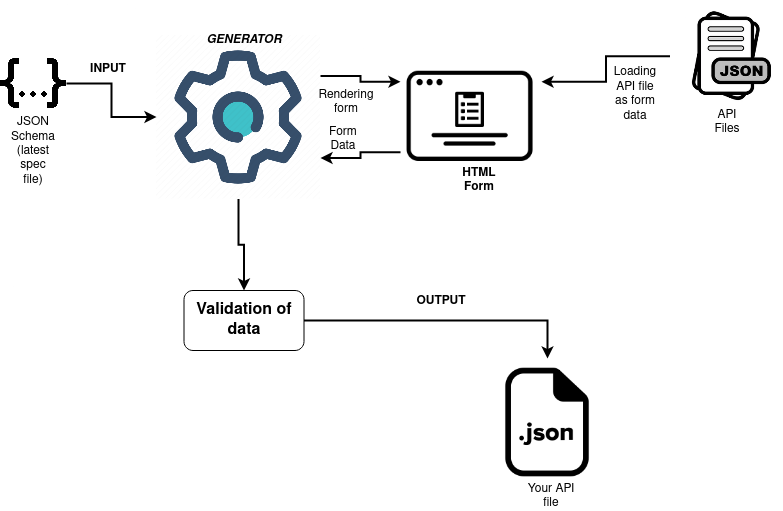 GENERATOR
INPUT
{...}
JSON
Schema
(latest
spec
file)
Rendering
form
Form
Data
HTML
Form
Loading
API file
as form
data
JSON
API
Files
Validation of
data
OUTPUT
.json
Your API
file